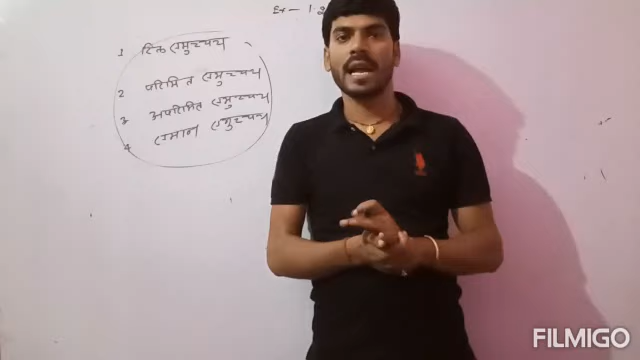 Ex - 1.2
1 रिक्त समुच्चय
2 परिमित समुच्चय
3 अपरिमित समुच्चय
4 समान समुच्चय
FILMIGO